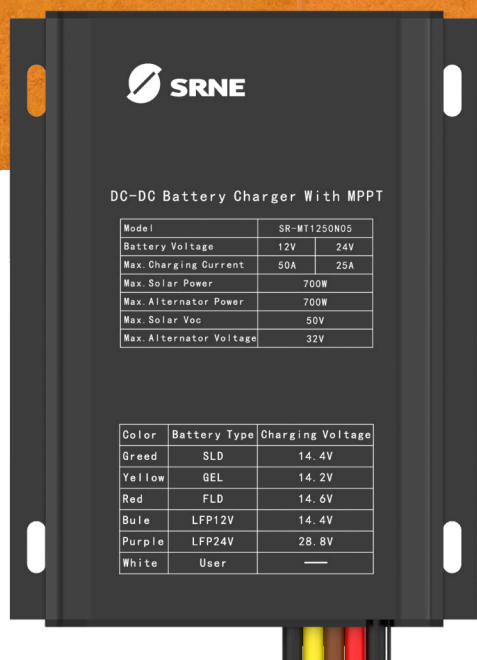 SRNE
DC-DC Battery Charger With MPPT
Model SR-MT1250N05
Battery Voltage 12V 24V
Max.Charging Current 50A 25A
Max.Solar Power 700W
Max.Alternator Power 700W
Max.Solar Voc 50V
Max.Alternator Voltage 32V
Color Battery Type Charging Voltage
Greed SLD 14.4V
Yellow GEL 14.2V
Red FLD 14.6V
Bule LFP12V 14.4V
Purple LFP24V 28.8V
White User —